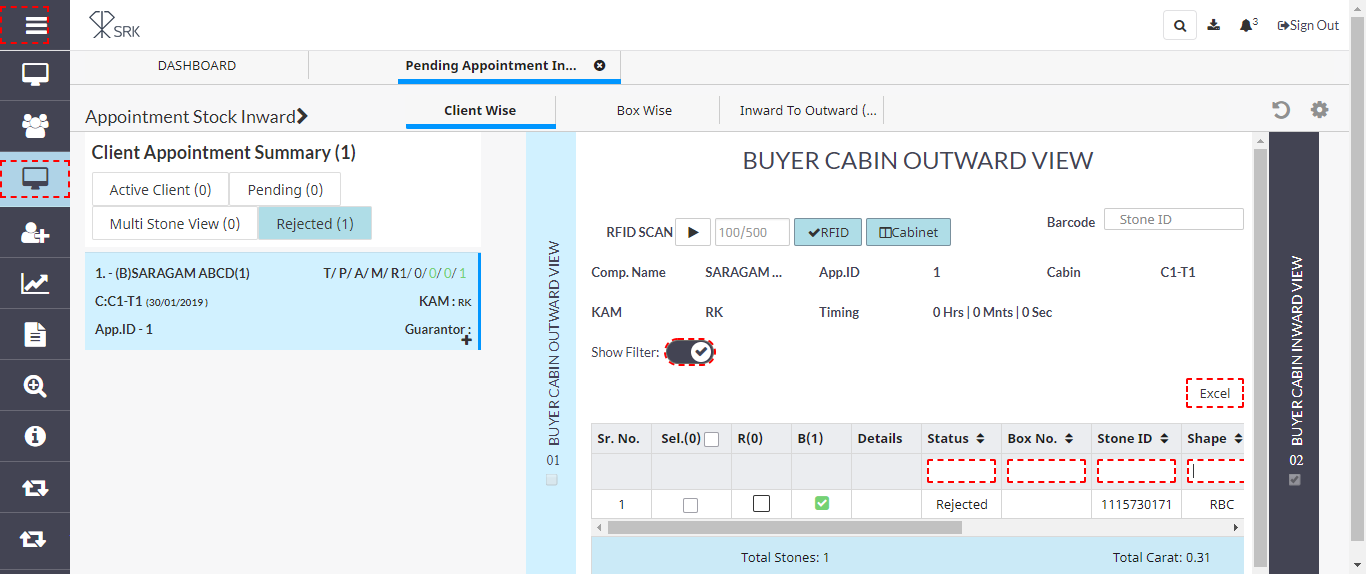 SRK
3
Sign Out
DASHBOARD
Pending Appointment In...
Appointment Stock Inward
Client Wise
Box Wise
Inward To Outward (...
Client Appointment Summary (1)
Active Client (0)
Pending (0)
Multi Stone View (0)
Rejected (1)
1. - (B)SARAGAM ABCD(1)
T/ P/ A/ M/ R1/ 0/ 0/ 0/ 1
C:C1-T1 (30/01/2019 )
KAM : RK
App.ID - 1
Guarantor :
BUYER CABIN OUTWARD VIEW
01
BUYER CABIN OUTWARD VIEW
RFID SCAN
100/500
RFID
Cabinet
Barcode
Stone ID
Comp. Name
SARAGAM ...
App.ID
1
Cabin
C1-T1
KAM
RK
Timing
0 Hrs | 0 Mnts | 0 Sec
Show Filter:
Excel
Sr. No.
Sel.(0)
R(0)
B(1)
Details
Status
Box No.
Stone ID
Shape
1
Rejected
1115730171
RBC
Total Stones: 1
Total Carat: 0.31
BUYER CABIN INWARD VIEW
02